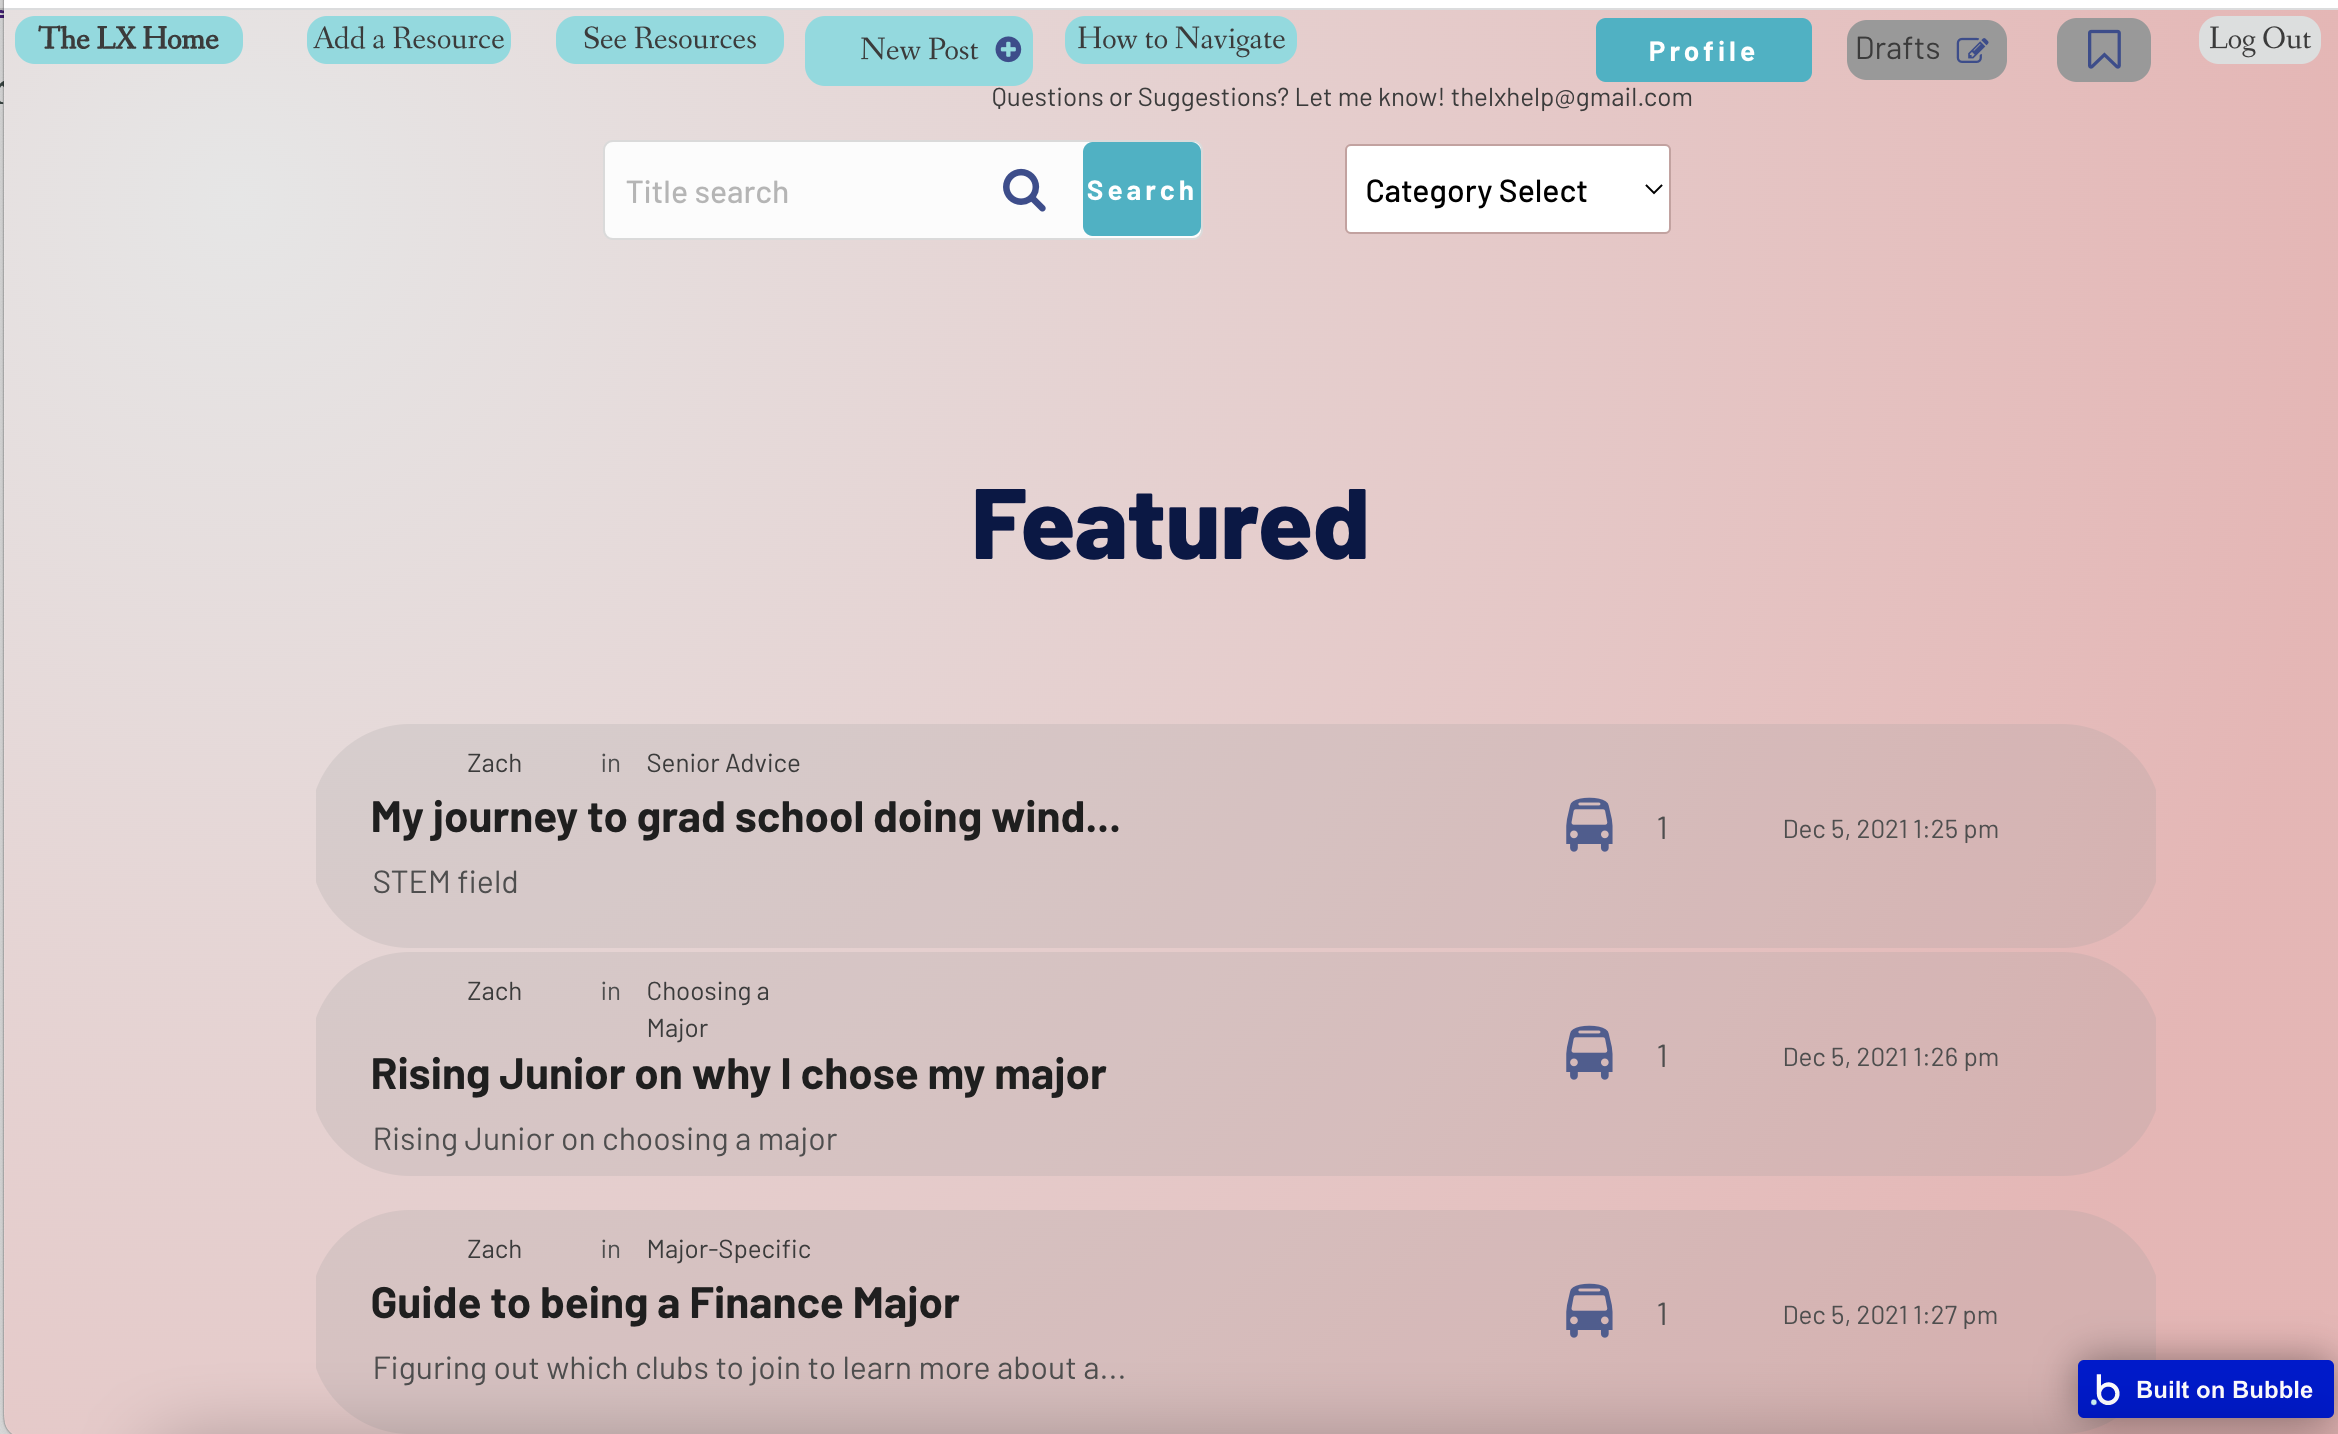 The LX Home
Add a Resource
See Resources
New Post
How to Navigate
Profile
Drafts
Log Out
Questions or Suggestions? Let me know! thelxhelp@gmail.com
Title search
Search
Category Select
Featured
Zach in Senior Advice
My journey to grad school doing wind...
STEM field
1
Dec 5, 2021 1:25 pm
Zach in Choosing a
Major
Rising Junior on why I chose my major
Rising Junior on choosing a major
1
Dec 5, 2021 1:26 pm
Zach in Major-Specific
Guide to being a Finance Major
Figuring out which clubs to join to learn more about a...
1
Dec 5, 2021 1:27 pm
Built on Bubble